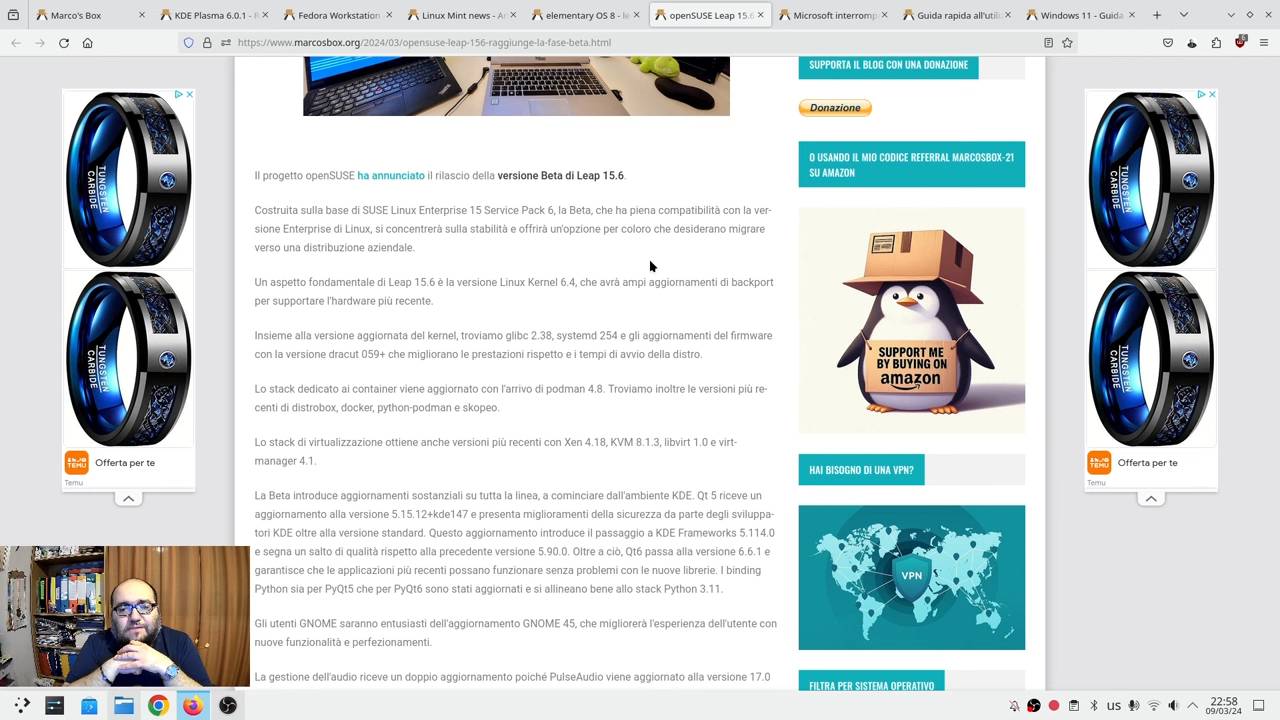 Marco's Box
KDE Plasma 6.0.1 - R
Fedora Workstation
Linux Mint news - A
elementary OS 8 - le
openSUSE Leap 15.6
Microsoft interromp
Guida rapida all'utili
Windows 11 - Guida
https://www.marcosbox.org/2024/03/opensuse-leap-156-raggiunge-la-fase-beta.html
SUPPORTA IL BLOG CON UNA DONAZIONE
Donazione
O USANDO IL MIO CODICE REFERRAL MARCOSBOX-21
SU AMAZON
SUPPORT ME
BY BUYING ON
amazon
HAI BISOGNO DI UNA VPN?
VPN
FILTRA PER SISTEMA OPERATIVO
Il progetto openSUSE ha annunciato il rilascio della versione Beta di Leap 15.6.
Costruita sulla base di SUSE Linux Enterprise 15 Service Pack 6, la Beta, che ha piena compatibilità con la ver-
sione Enterprise di Linux, si concentrerà sulla stabilità e offrirà un'opzione per coloro che desiderano migrare
verso una distribuzione aziendale.
Un aspetto fondamentale di Leap 15.6 è la versione Linux Kernel 6.4, che avrà ampi aggiornamenti di backport
per supportare l'hardware più recente.
Insieme alla versione aggiornata del kernel, troviamo glibc 2.38, systemd 254 e gli aggiornamenti del firmware
con la versione dracut 059+ che migliorano le prestazioni rispetto e i tempi di avvio della distro.
Lo stack dedicato ai container viene aggiornato con l'arrivo di podman 4.8. Troviamo inoltre le versioni più re-
centi di distrobox, docker, python-podman e skopeo.
Lo stack di virtualizzazione ottiene anche versioni più recenti con Xen 4.18, KVM 8.1.3, libvirt 1.0 e virt-
manager 4.1.
La Beta introduce aggiornamenti sostanziali su tutta la linea, a cominciare dall'ambiente KDE. Qt 5 riceve un
aggiornamento alla versione 5.15.12+kde147 e presenta miglioramenti della sicurezza da parte degli sviluppa-
tori KDE oltre alla versione standard. Questo aggiornamento introduce il passaggio a KDE Frameworks 5.114.0
e segna un salto di qualità rispetto alla precedente versione 5.90.0. Oltre a ciò, Qt6 passa alla versione 6.6.1 e
garantisce che le applicazioni più recenti possano funzionare senza problemi con le nuove librerie. I binding
Python sia per PyQt5 che per PyQt6 sono stati aggiornati e si allineano bene allo stack Python 3.11.
Gli utenti GNOME saranno entusiasti dell'aggiornamento GNOME 45, che migliorerà l'esperienza dell'utente con
nuove funzionalità e perfezionamenti.
La gestione dell'audio riceve un doppio aggiornamento poiché PulseAudio viene aggiornato alla versione 17.0
TUNGSTEN
CARBIDE
TUNGSTEN
CARBIDE
TEMU
Offerta per te
Temu
TUNGSTEN
CARBIDE
TUNGSTEN
CARBIDE
TEMU
Offerta per te
Temu
US
22:58
09/03/24